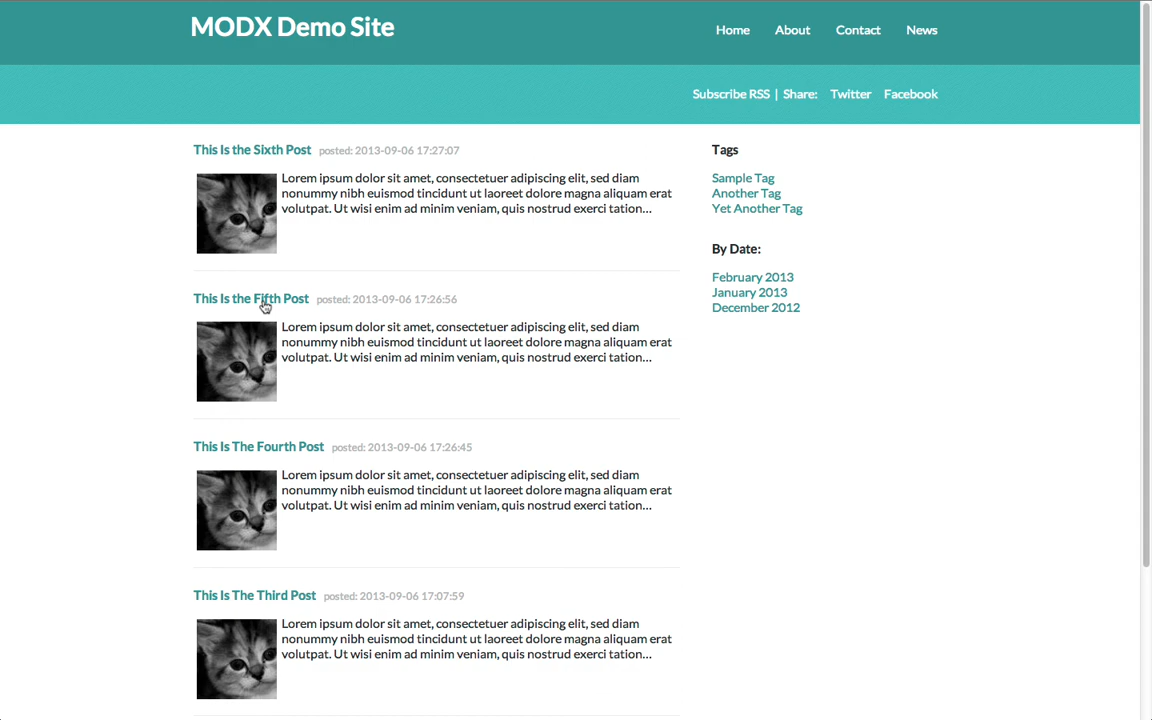 MODX Demo Site
Home About Contact News
Subscribe RSS | Share: Twitter Facebook
This Is the Sixth Post posted: 2013-09-06 17:27:07
Lorem ipsum dolor sit amet, consectetuer adipiscing elit, sed diam
nonummy nibh euismod tincidunt ut laoreet dolore magna aliquam erat
volutpat. Ut wisi enim ad minim veniam, quis nostrud exerci tation...
This Is the Fifth Post posted: 2013-09-06 17:26:56
Lorem ipsum dolor sit amet, consectetuer adipiscing elit, sed diam
nonummy nibh euismod tincidunt ut laoreet dolore magna aliquam erat
volutpat. Ut wisi enim ad minim veniam, quis nostrud exerci tation...
This Is The Fourth Post posted: 2013-09-06 17:26:45
Lorem ipsum dolor sit amet, consectetuer adipiscing elit, sed diam
nonummy nibh euismod tincidunt ut laoreet dolore magna aliquam erat
volutpat. Ut wisi enim ad minim veniam, quis nostrud exerci tation...
This Is The Third Post posted: 2013-09-06 17:07:59
Lorem ipsum dolor sit amet, consectetuer adipiscing elit, sed diam
nonummy nibh euismod tincidunt ut laoreet dolore magna aliquam erat
volutpat. Ut wisi enim ad minim veniam, quis nostrud exerci tation...
Tags
Sample Tag
Another Tag
Yet Another Tag
By Date:
February 2013
January 2013
December 2012